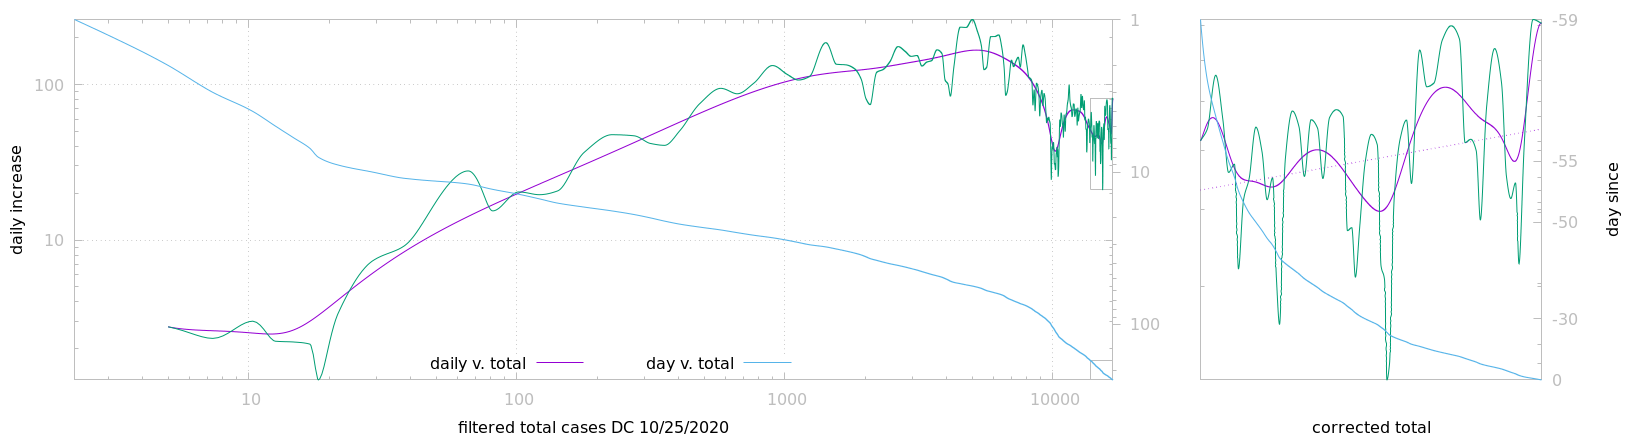 1
-59
100
daily increase
10
-55
-50
day since
10
100
-30
daily v. total
day v. total
0
10
100
1000
10000
filtered total cases DC 10/25/2020
corrected total